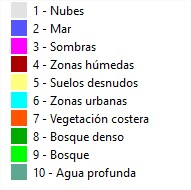 1 - Nubes
2 - Mar
3 - Sombras
4 - Zonas húmedas
5 - Suelos desnudos
6 - Zonas urbanas
7 - Vegetación costera
8 - Bosque denso
9 - Bosque
10 - Agua profunda